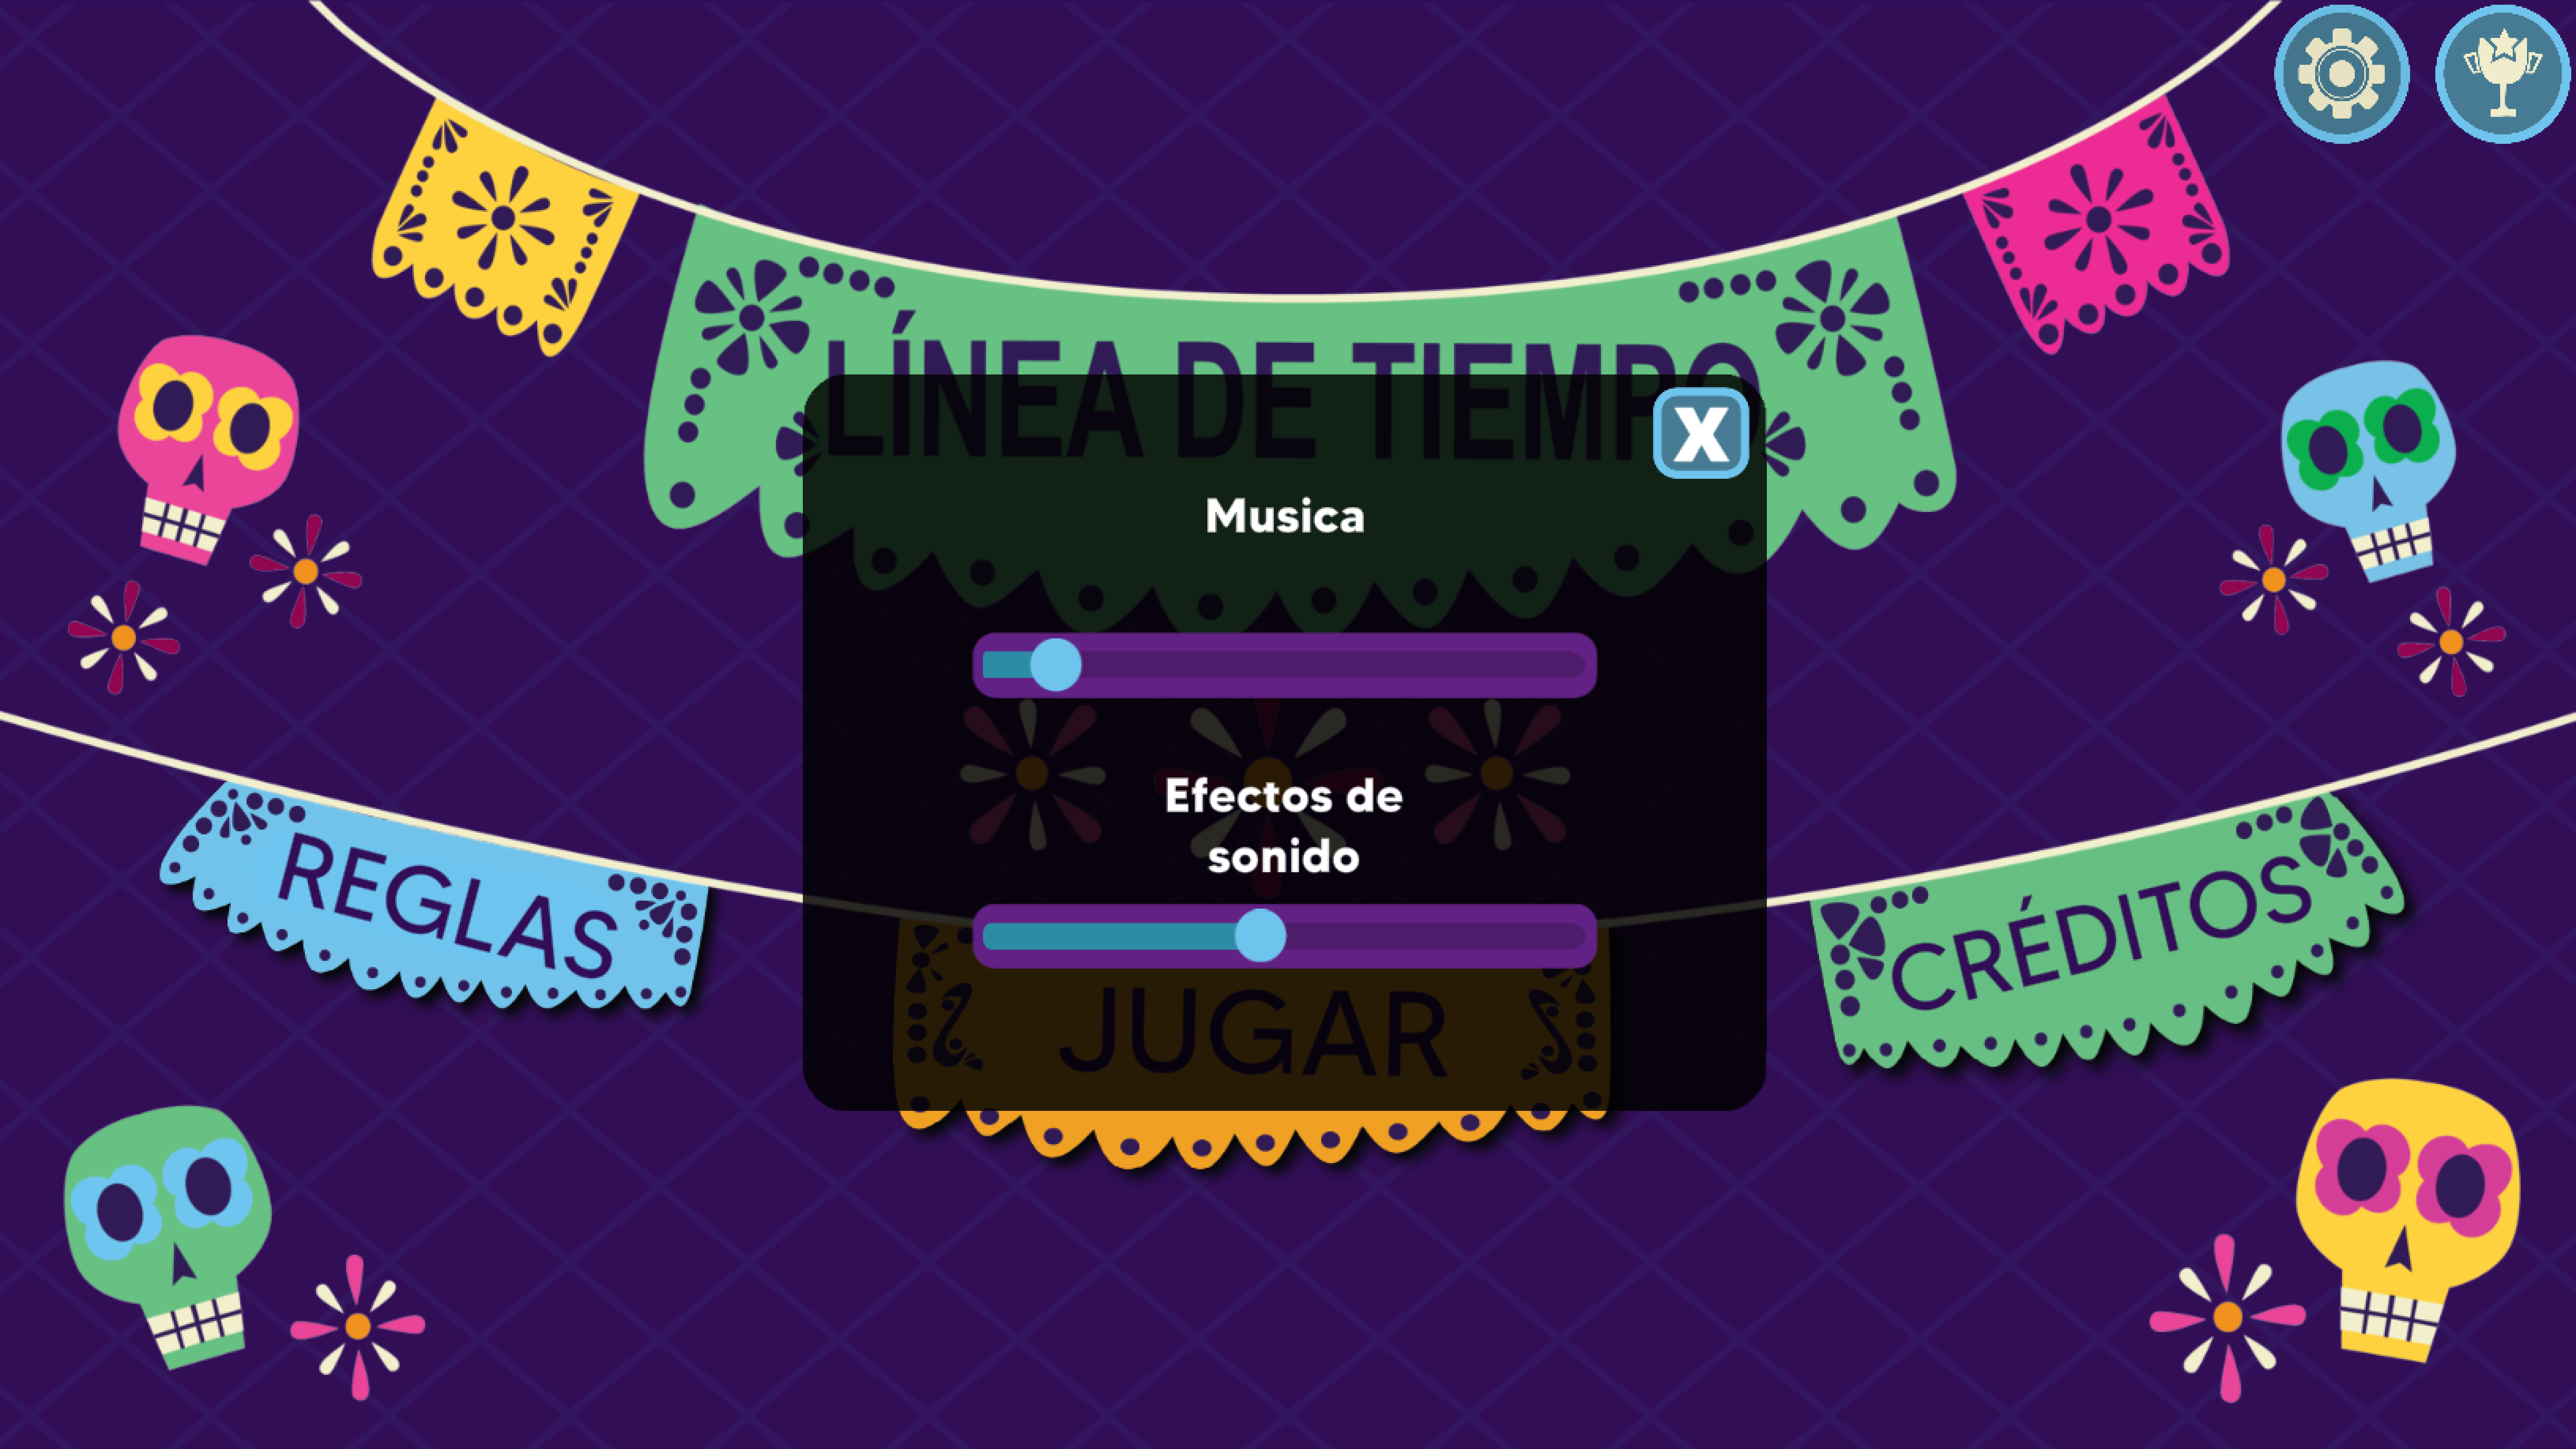 LÍNEA DE TIEMPO
X
Musica
Efectos de
sonido
REGLAS
JUGAR
CRÉDITOS